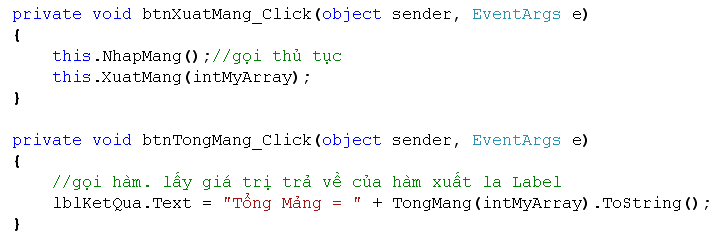 private void btnXuatMang_Click(object sender, EventArgs e)
{
this.NhapMang();//gọi thủ tục
this.XuatMang(intMyArray);
}
private void btnTongMang_Click(object sender, EventArgs e)
{
//gọi hàm. lấy giá trị trả về của hàm xuất la Label
lblKetQua.Text = "Tổng Mảng = " + TongMang(intMyArray).ToString();
}